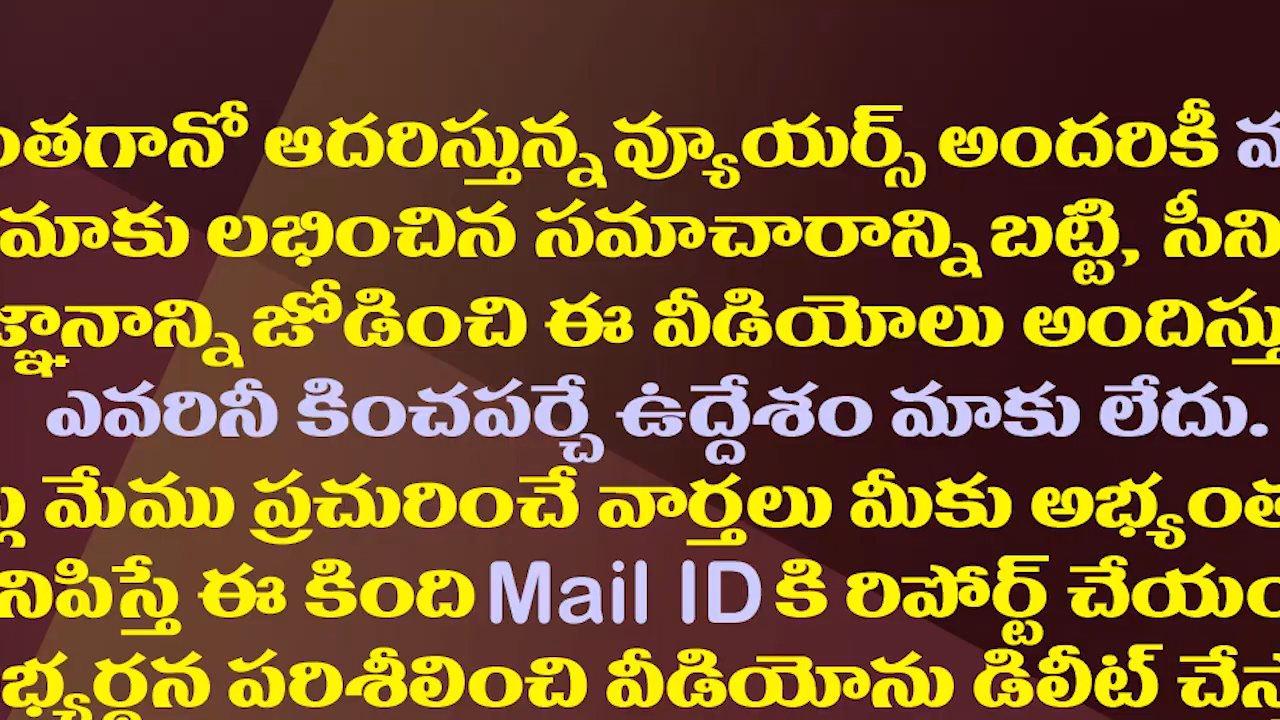 ఆదరిస్తున్న వ్యూయర్స్ అందరికీ
మాకు లభించిన సమాచారాన్ని బట్టి,
జోడించి ఈ వీడియోలు
ఎవరినీ కించపర్చే ఉద్దేశం మాకు లేదు.
మేము ప్రచురించే వార్తలు మీకు
ఈ కింది Mail ID కి రిపోర్ట్
పరిశీలించి వీడియోను డిలీట్